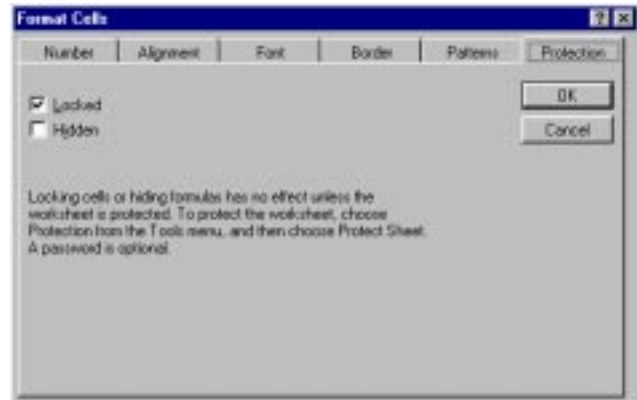 Format Cells
Number Alignment Font Border Patterns Protection
Locked
Hidden
OK
Cancel
Locking cells or hiding formulas has no effect unless the
worksheet is protected. To protect the worksheet, choose
Protection from the Tools menu, and then choose Protect Sheet.
A password is optional.